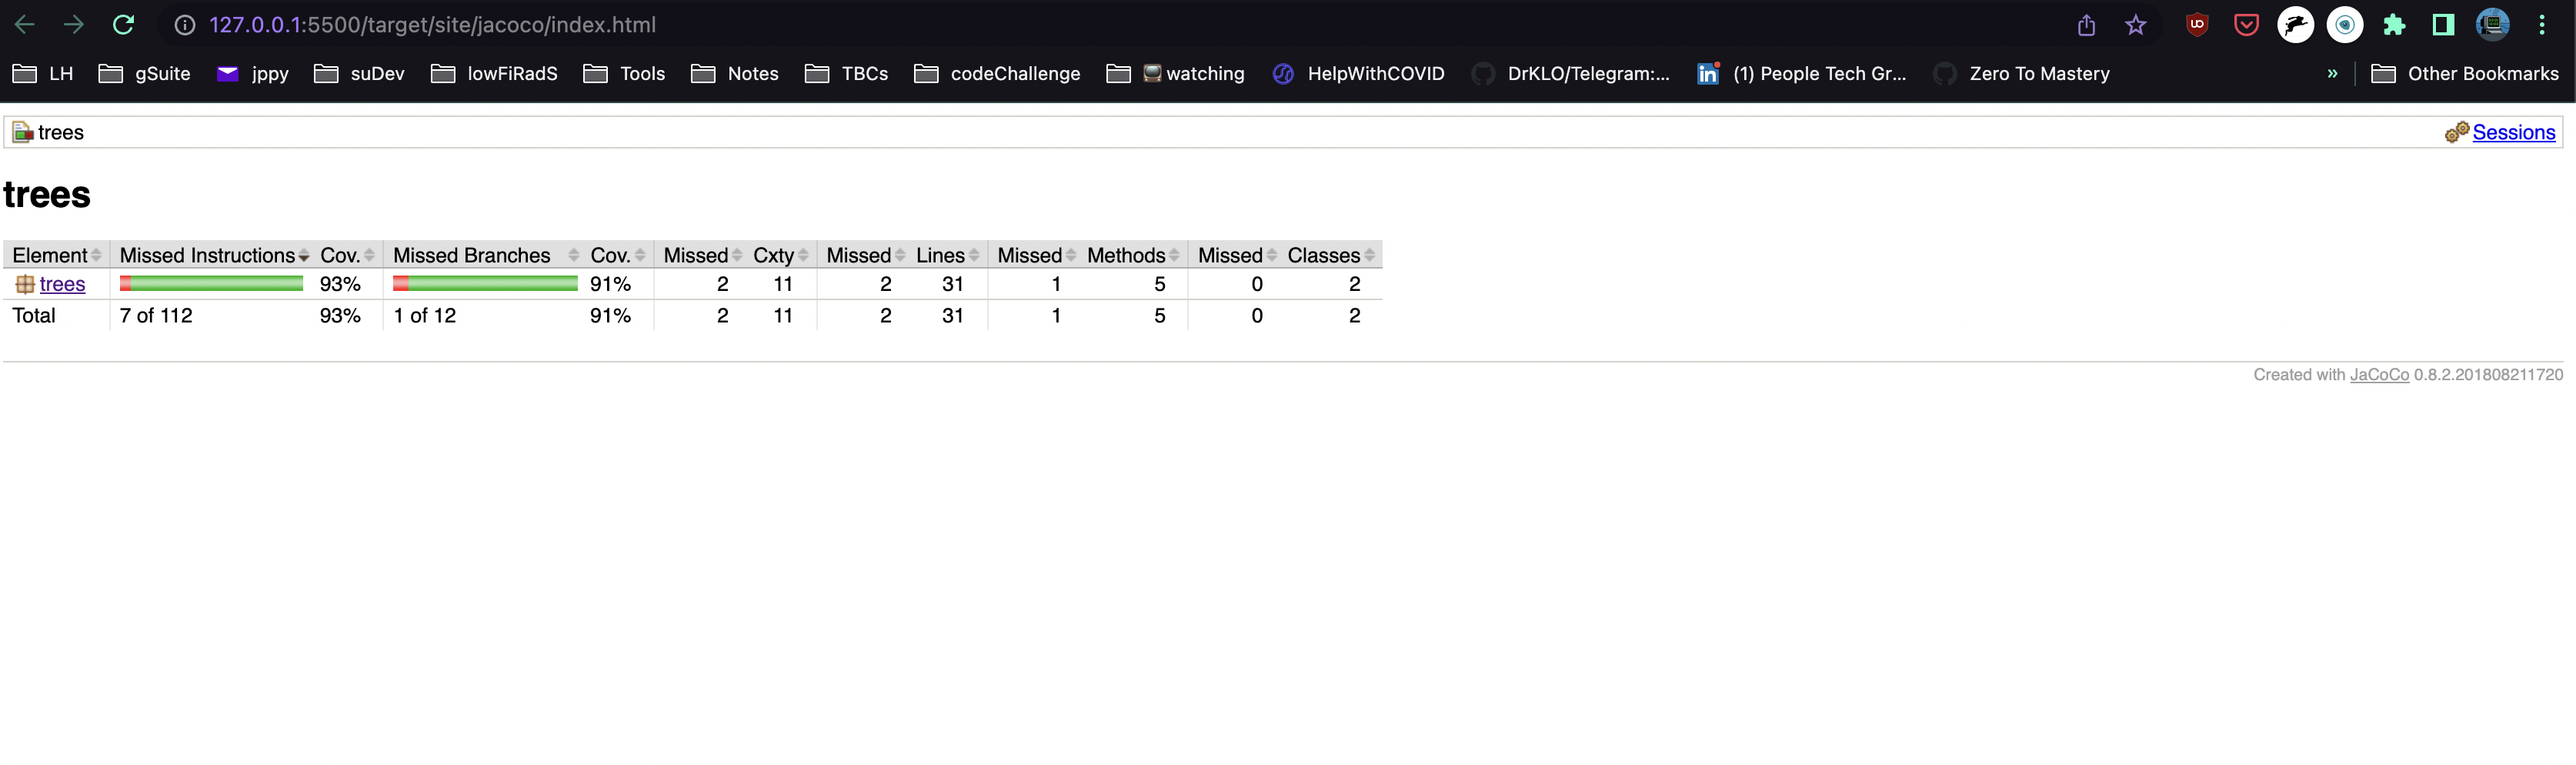 127.0.0.1:5500/target/site/jacoco/index.html
LH gSuite jppy suDev lowFiRadS Tools Notes TBCs codeChallenge watching HelpWithCOVID DrKLO/Telegram:... (1) People Tech Gr... Zero To Mastery » Other Bookmarks
trees Sessions
trees
Element Missed Instructions Cov. Missed Branches Cov. Missed Cxty Missed Lines Missed Methods Missed Classes
trees 93% 91% 2 11 2 31 1 5 0 2
Total 7 of 112 93% 1 of 12 91% 2 11 2 31 1 5 0 2
Created with JaCoCo 0.8.2.201808211720